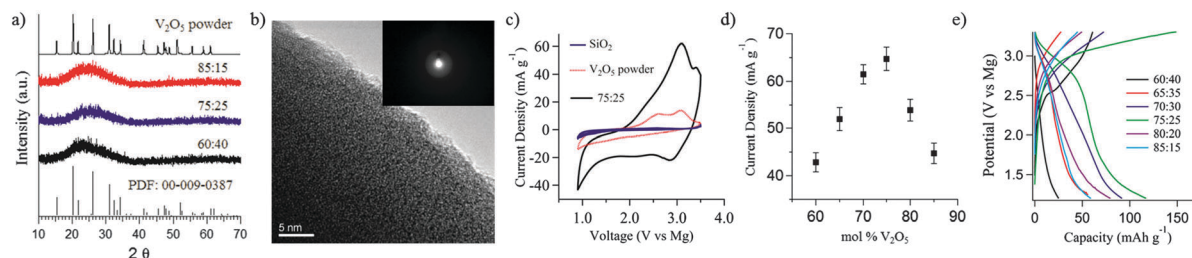 a)
V₂O₅ powder
85:15
75:25
60:40
PDF: 00-009-0387
Intensity (a.u.)
10 20 30 40 50 60 70
2 θ
b)
5 nm
c)
SiO₂
V₂O₅ powder
75:25
Current Density (mA g⁻¹)
60
40
20
0
-20
-40
1.0 2.0 3.0 4.0
Voltage (V vs Mg)
d)
Current Density (mA g⁻¹)
70
60
50
40
60 70 80 90
mol % V₂O₅
e)
Potential (V vs Mg)
3.0
2.5
2.0
1.5
60:40
65:35
70:30
75:25
80:20
85:15
0 50 100 150
Capacity (mAh g⁻¹)